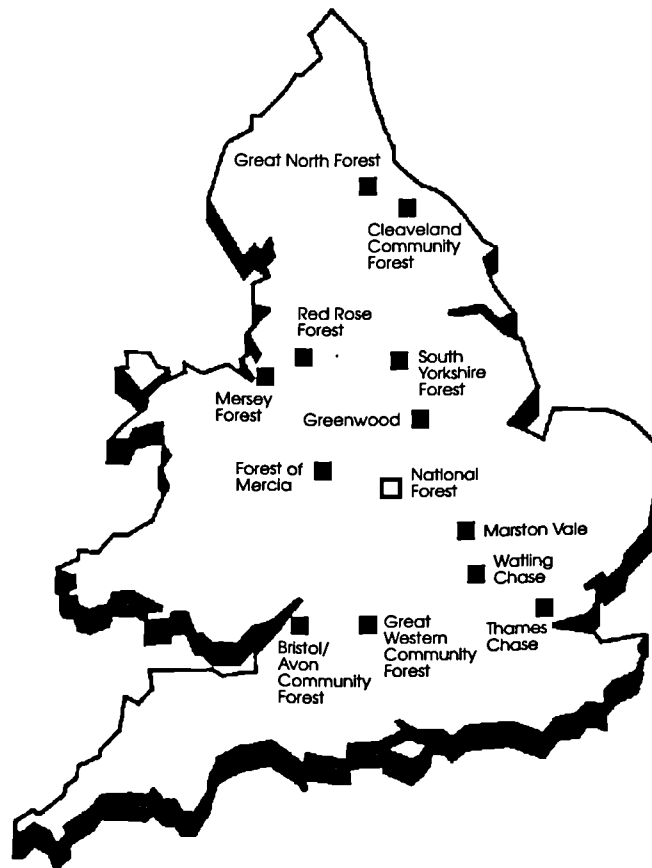 Great North Forest
Cleaveland
Community
Forest
Red Rose
Forest
South
Yorkshire
Forest
Mersey
Forest
Greenwood
Forest of
Mercia
National
Forest
Marston Vale
Watling
Chase
Thames
Chase
Great
Western
Community
Forest
Bristol/
Avon
Community
Forest